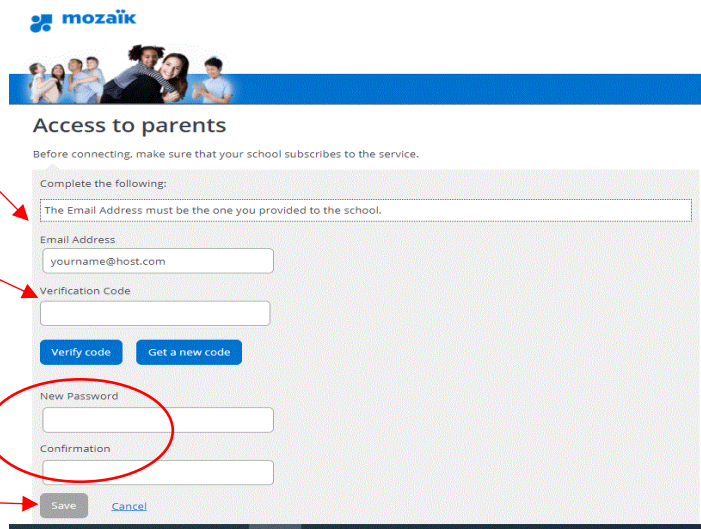 mozaïk
Access to parents
Before connecting, make sure that your school subscribes to the service.
Complete the following:
The Email Address must be the one you provided to the school.
Email Address
yourname@host.com
Verification Code
Verify code Get a new code
New Password
Confirmation
Save Cancel